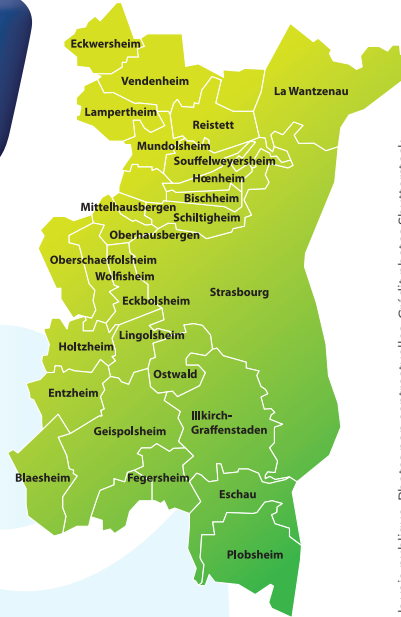 Eckwersheim
Vendenheim
La Wantzenau
Lampertheim
Reistett
Mundolsheim
Souffelweyersheim
Hœnheim
Bischheim
Mittelhausbergen
Schiltigheim
Oberhausbergen
Oberschaeffolsheim
Wolfisheim
Strasbourg
Eckbolsheim
Lingolsheim
Holtzheim
Ostwald
Entzheim
Illkirch-
Graffenstaden
Geispolsheim
Blaesheim
Fegersheim
Eschau
Plobsheim